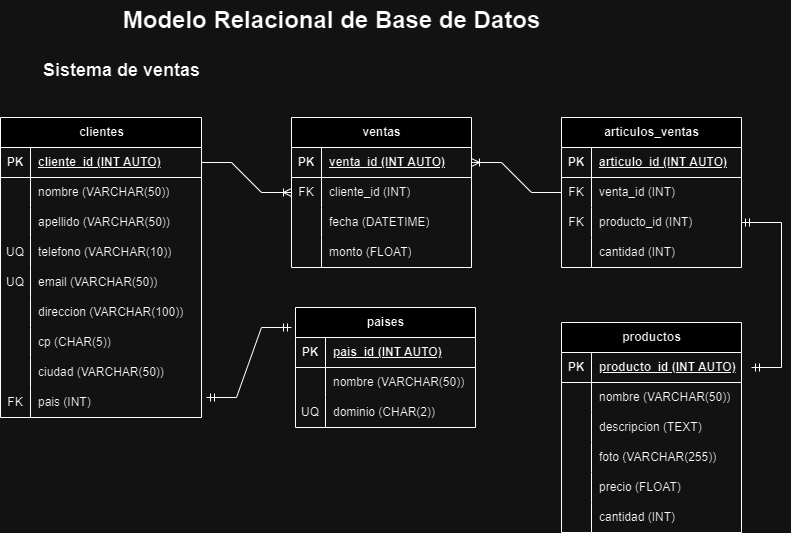 Modelo Relacional de Base de Datos
Sistema de ventas
clientes
PK cliente_id (INT AUTO)
nombre (VARCHAR(50))
apellido (VARCHAR(50))
UQ telefono (VARCHAR(10))
UQ email (VARCHAR(50))
direccion (VARCHAR(100))
cp (CHAR(5))
ciudad (VARCHAR(50))
FK pais (INT)
ventas
PK venta_id (INT AUTO)
FK cliente_id (INT)
fecha (DATETIME)
monto (FLOAT)
articulos_ventas
PK articulo_id (INT AUTO)
FK venta_id (INT)
FK producto_id (INT)
cantidad (INT)
paises
PK pais_id (INT AUTO)
nombre (VARCHAR(50))
UQ dominio (CHAR(2))
productos
PK producto_id (INT AUTO)
nombre (VARCHAR(50))
descripcion (TEXT)
foto (VARCHAR(255))
precio (FLOAT)
cantidad (INT)